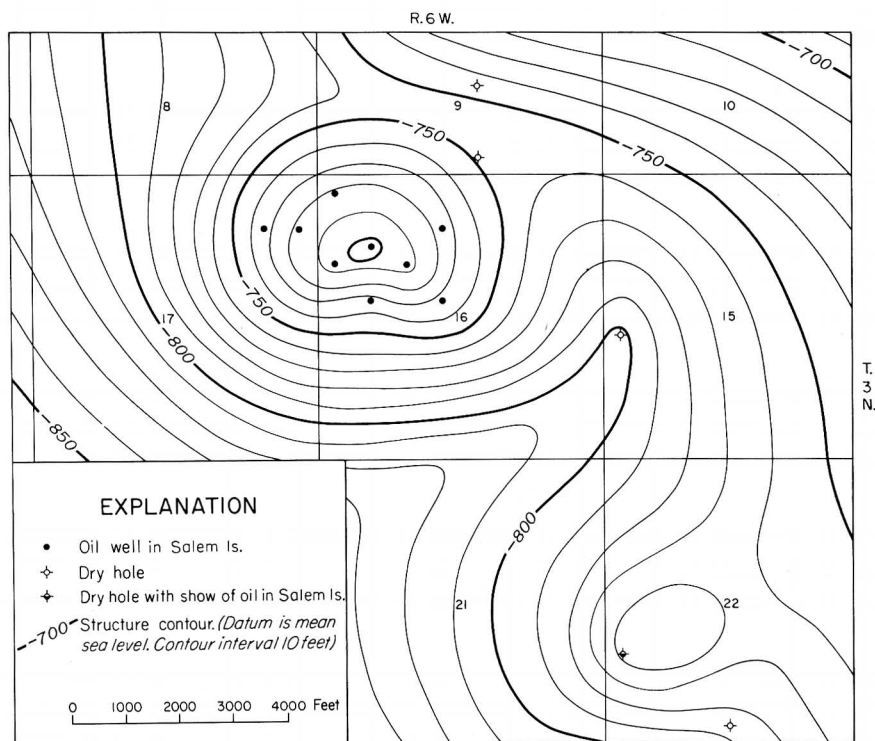 R. 6 W.
-700
8
9
10
-750
-750
-750
17
16
15
-800
T.
3
N.
-850
-800
EXPLANATION
Oil well in Salem ls.
Dry hole
Dry hole with show of oil in Salem ls.
-700 Structure contour. (Datum is mean
sea level. Contour interval 10 feet)
21
22
0 1000 2000 3000 4000 Feet